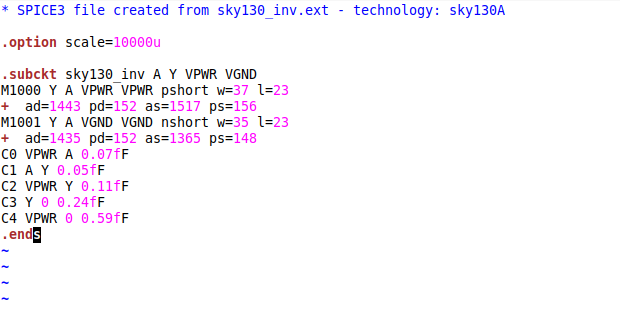 * SPICE3 file created from sky130_inv.ext - technology: sky130A
.option scale=10000u
.subckt sky130_inv A Y VPWR VGND
M1000 Y A VPWR VPWR pshort w=37 l=23
+  ad=1443 pd=152 as=1517 ps=156
M1001 Y A VGND VGND nshort w=35 l=23
+  ad=1435 pd=152 as=1365 ps=148
C0 VPWR A 0.07fF
C1 A Y 0.05fF
C2 VPWR Y 0.11fF
C3 Y 0 0.24fF
C4 VPWR 0 0.59fF
.ends
~
~
~
~